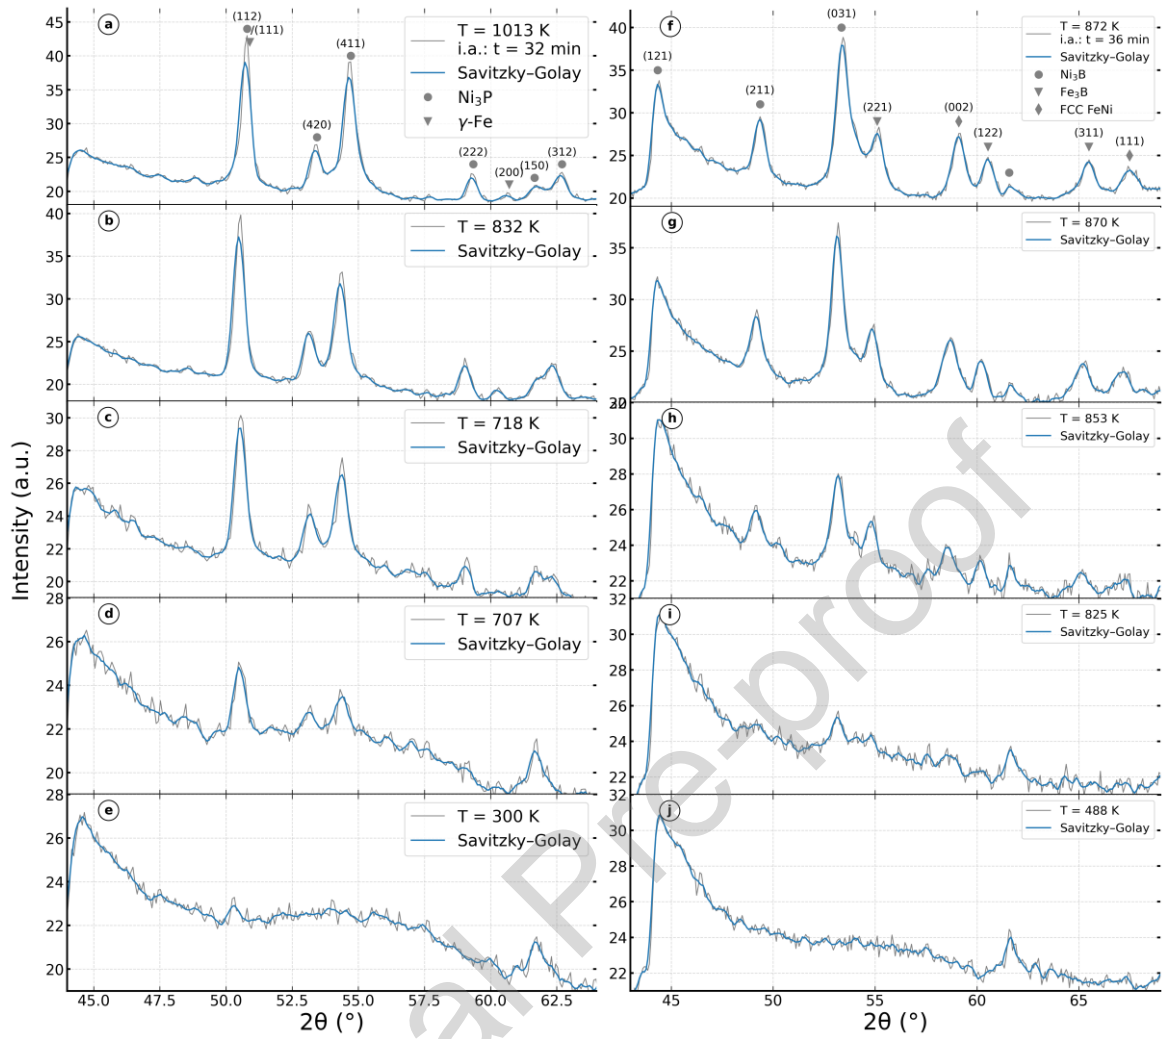 a
(112)
/(111)
(420)
(411)
(222)
(200)
(150)
(312)
T = 1013 K
i.a.: t = 32 min
Savitzky–Golay
Ni₃P
γ-Fe
45
40
35
30
25
20
b
T = 832 K
Savitzky–Golay
40
35
30
25
20
c
T = 718 K
Savitzky–Golay
30
28
26
24
22
20
28
d
T = 707 K
Savitzky–Golay
26
24
22
20
28
e
T = 300 K
Savitzky–Golay
26
24
22
20
45.0 47.5 50.0 52.5 55.0 57.5 60.0 62.5
2θ (°)
Intensity (a.u.)
f
(121)
(211)
(031)
(221)
(002)
(122)
(311)
(111)
T = 872 K
i.a.: t = 36 min
Savitzky–Golay
Ni₃B
Fe₃B
FCC FeNi
40
35
30
25
20
g
T = 870 K
Savitzky–Golay
35
30
25
h
T = 853 K
Savitzky–Golay
30
28
26
24
22
32
i
T = 825 K
Savitzky–Golay
30
28
26
24
22
32
j
T = 488 K
Savitzky–Golay
30
28
26
24
22
45 50 55 60 65
2θ (°)
al Pre-proof